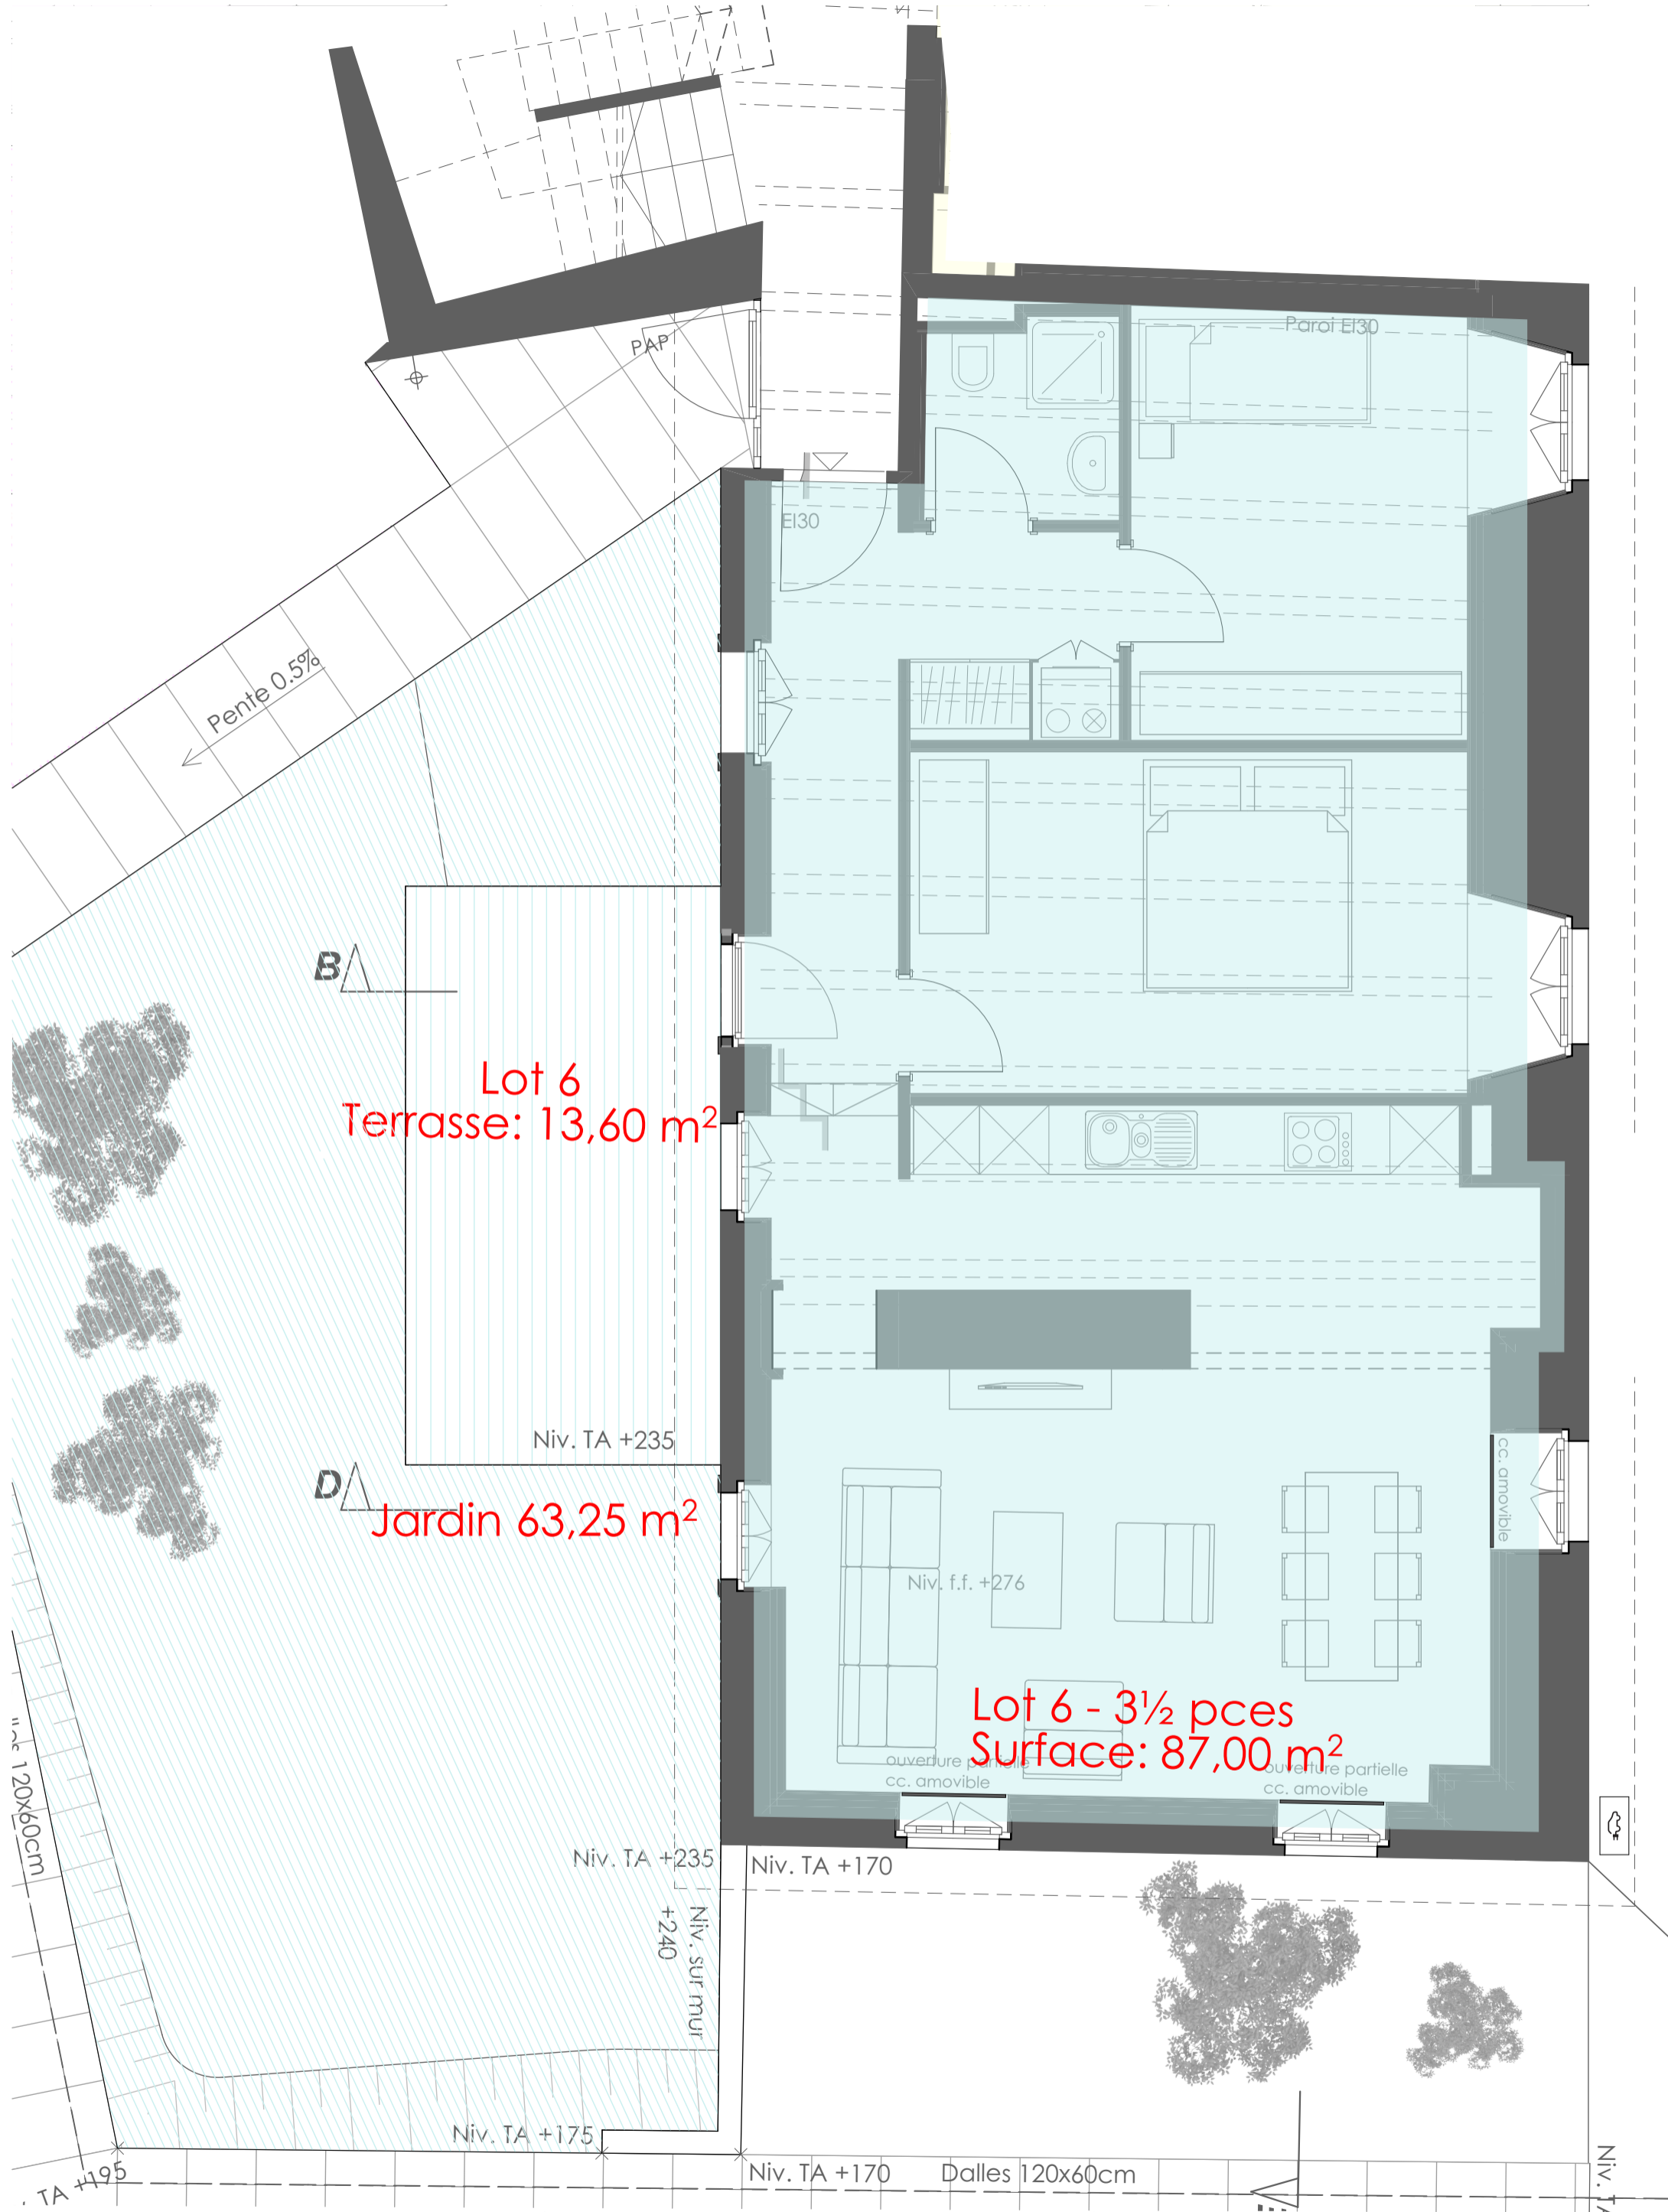 PAP
Paroi EI30
EI30
Pente 0.5%
B
Lot 6
Terrasse: 13,60 m²
Niv. TA +235
D
Jardin 63,25 m²
cc. amovible
Niv. f.f. +276
Lot 6 - 3½ pces
Surface: 87,00 m²
ouverture partielle
cc. amovible
ouverture partielle
cc. amovible
120x60cm
Niv. TA +235
Niv. TA +170
Niv. sur mur
+240
Niv. TA +175
TA +195
Niv. TA +170
Dalles 120x60cm
Niv.